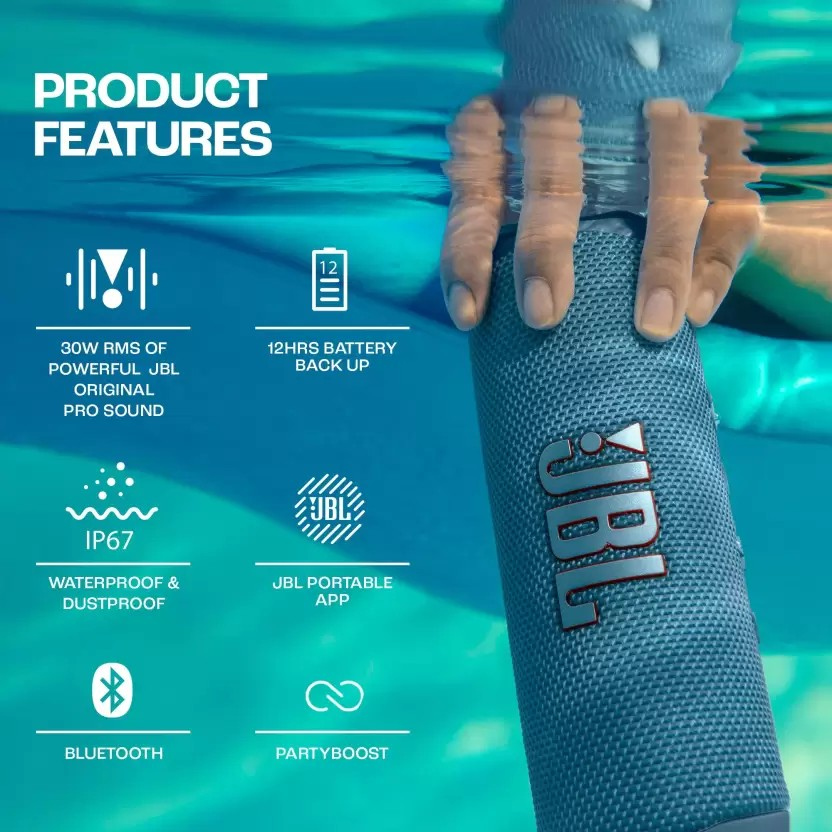 PRODUCT
FEATURES
30W RMS OF
POWERFUL JBL
ORIGINAL
PRO SOUND
12
12HRS BATTERY
BACK UP
IP67
WATERPROOF &
DUSTPROOF
JBL
JBL PORTABLE
APP
BLUETOOTH
PARTYBOOST
JBL